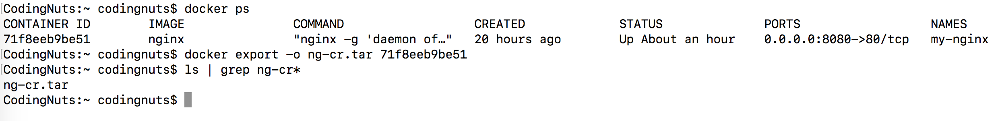 [CodingNuts:~ codingnuts$ docker ps
CONTAINER ID        IMAGE               COMMAND                  CREATED             STATUS              PORTS                  NAMES
71f8eeb9be51        nginx               "nginx -g 'daemon of…"   20 hours ago        Up About an hour    0.0.0.0:8080->80/tcp   my-nginx
[CodingNuts:~ codingnuts$ docker export -o ng-cr.tar 71f8eeb9be51
[CodingNuts:~ codingnuts$ ls | grep ng-cr*
ng-cr.tar
CodingNuts:~ codingnuts$